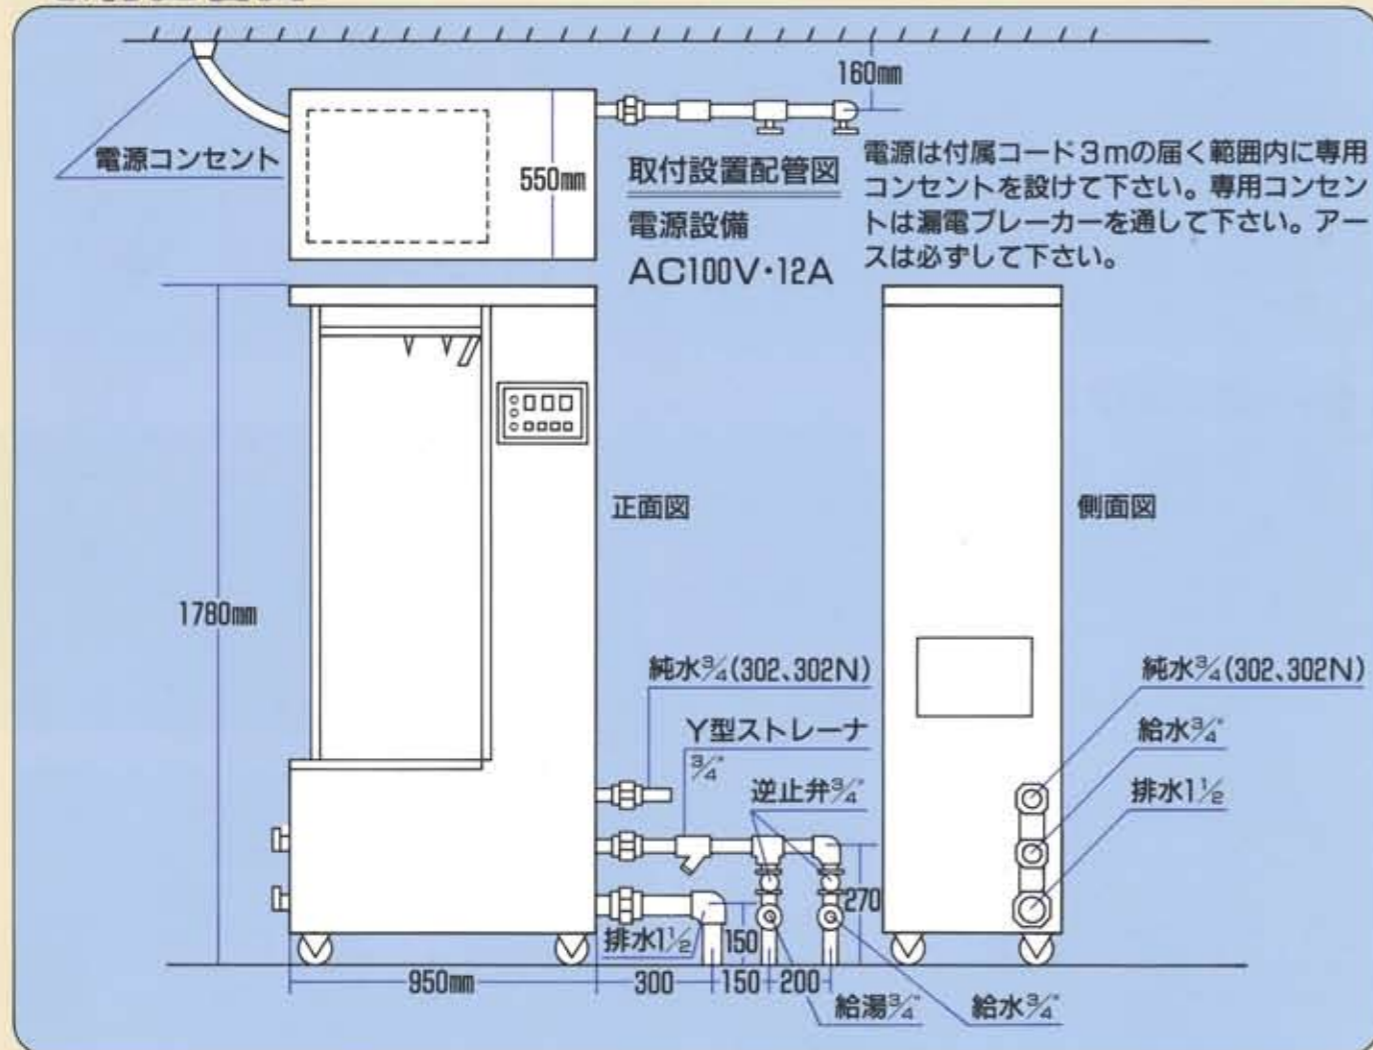 160mm
電源コンセント
550mm
取付設置配管図
電源設備
AC100V・12A
電源は付属コード3mの届く範囲内に専用
コンセントを設けて下さい。専用コンセン
トは漏電ブレーカーを通して下さい。アー
スは必ずして下さい。
正面図
側面図
1780mm
純水3/4(302、302N)
Y型ストレーナ
3/4"
逆止弁3/4"
純水3/4(302、302N)
給水3/4"
排水1 1/2
270
排水1 1/2
150
950mm
300
150
200
給湯3/4"
給水3/4"